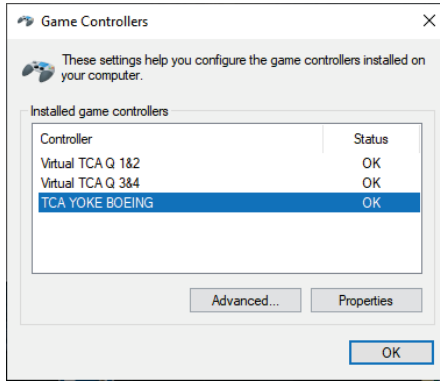 Game Controllers
These settings help you configure the game controllers installed on
your computer.
Installed game controllers
Controller Status
Virtual TCA Q 1&2 OK
Virtual TCA Q 3&4 OK
TCA YOKE BOEING OK
Advanced... Properties
OK